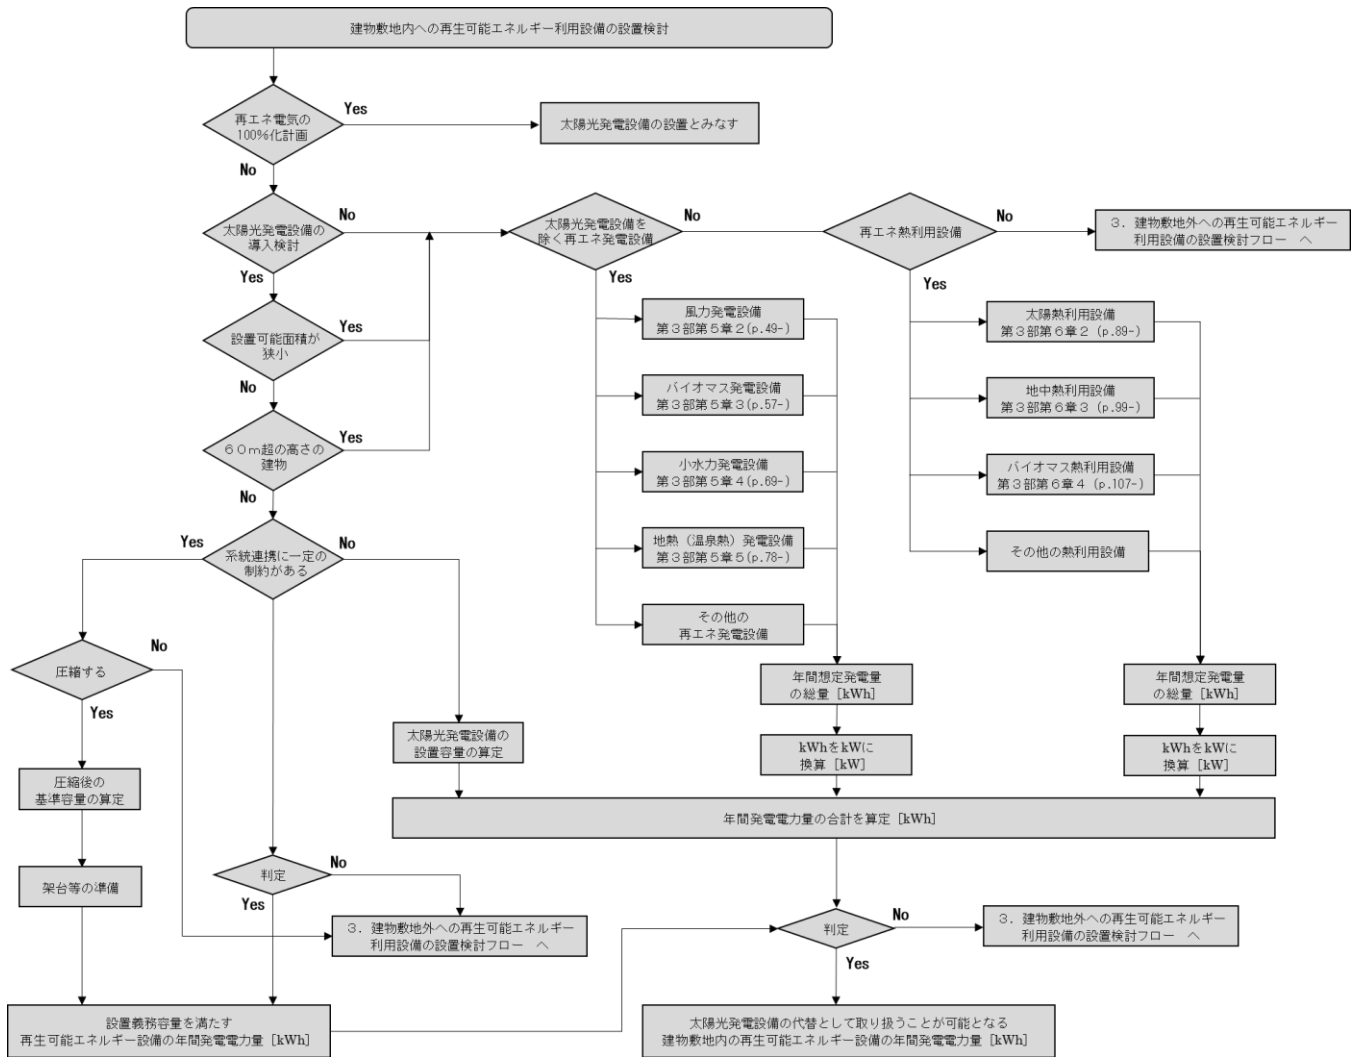 建物敷地内への再生可能エネルギー利用設備の設置検討
再エネ電気の
100%化計画
Yes
太陽光発電設備の設置とみなす
No
太陽光発電設備の
導入検討
No
Yes
太陽光発電設備を
除く再エネ発電設備
No
Yes
再エネ熱利用設備
No
Yes
3．建物敷地外への再生可能エネルギー
利用設備の設置検討フロー　へ
設置可能面積が
狭小
Yes
No
60m超の高さの
建物
Yes
No
風力発電設備
第3部第5章2(p.49-)
バイオマス発電設備
第3部第5章3(p.57-)
小水力発電設備
第3部第5章4(p.69-)
地熱（温泉熱）発電設備
第3部第5章5(p.78-)
その他の
再エネ発電設備
太陽熱利用設備
第3部第6章2 (p.89-)
地中熱利用設備
第3部第6章3 (p.99-)
バイオマス熱利用設備
第3部第6章4 (p.107-)
その他の熱利用設備
Yes
系統連携に一定の
制約がある
No
圧縮する
No
Yes
圧縮後の
基準容量の算定
架台等の準備
太陽光発電設備の
設置容量の算定
年間想定発電量
の総量［kWh］
kWhをkWに
換算［kW］
年間想定発電量
の総量［kWh］
kWhをkWに
換算［kW］
年間発電電力量の合計を算定［kWh］
判定
No
Yes
3．建物敷地外への再生可能エネルギー
利用設備の設置検討フロー　へ
判定
No
Yes
3．建物敷地外への再生可能エネルギー
利用設備の設置検討フロー　へ
設置義務容量を満たす
再生可能エネルギー設備の年間発電電力量［kWh］
太陽光発電設備の代替として取り扱うことが可能となる
建物敷地内の再生可能エネルギー設備の年間発電電力量［kWh］